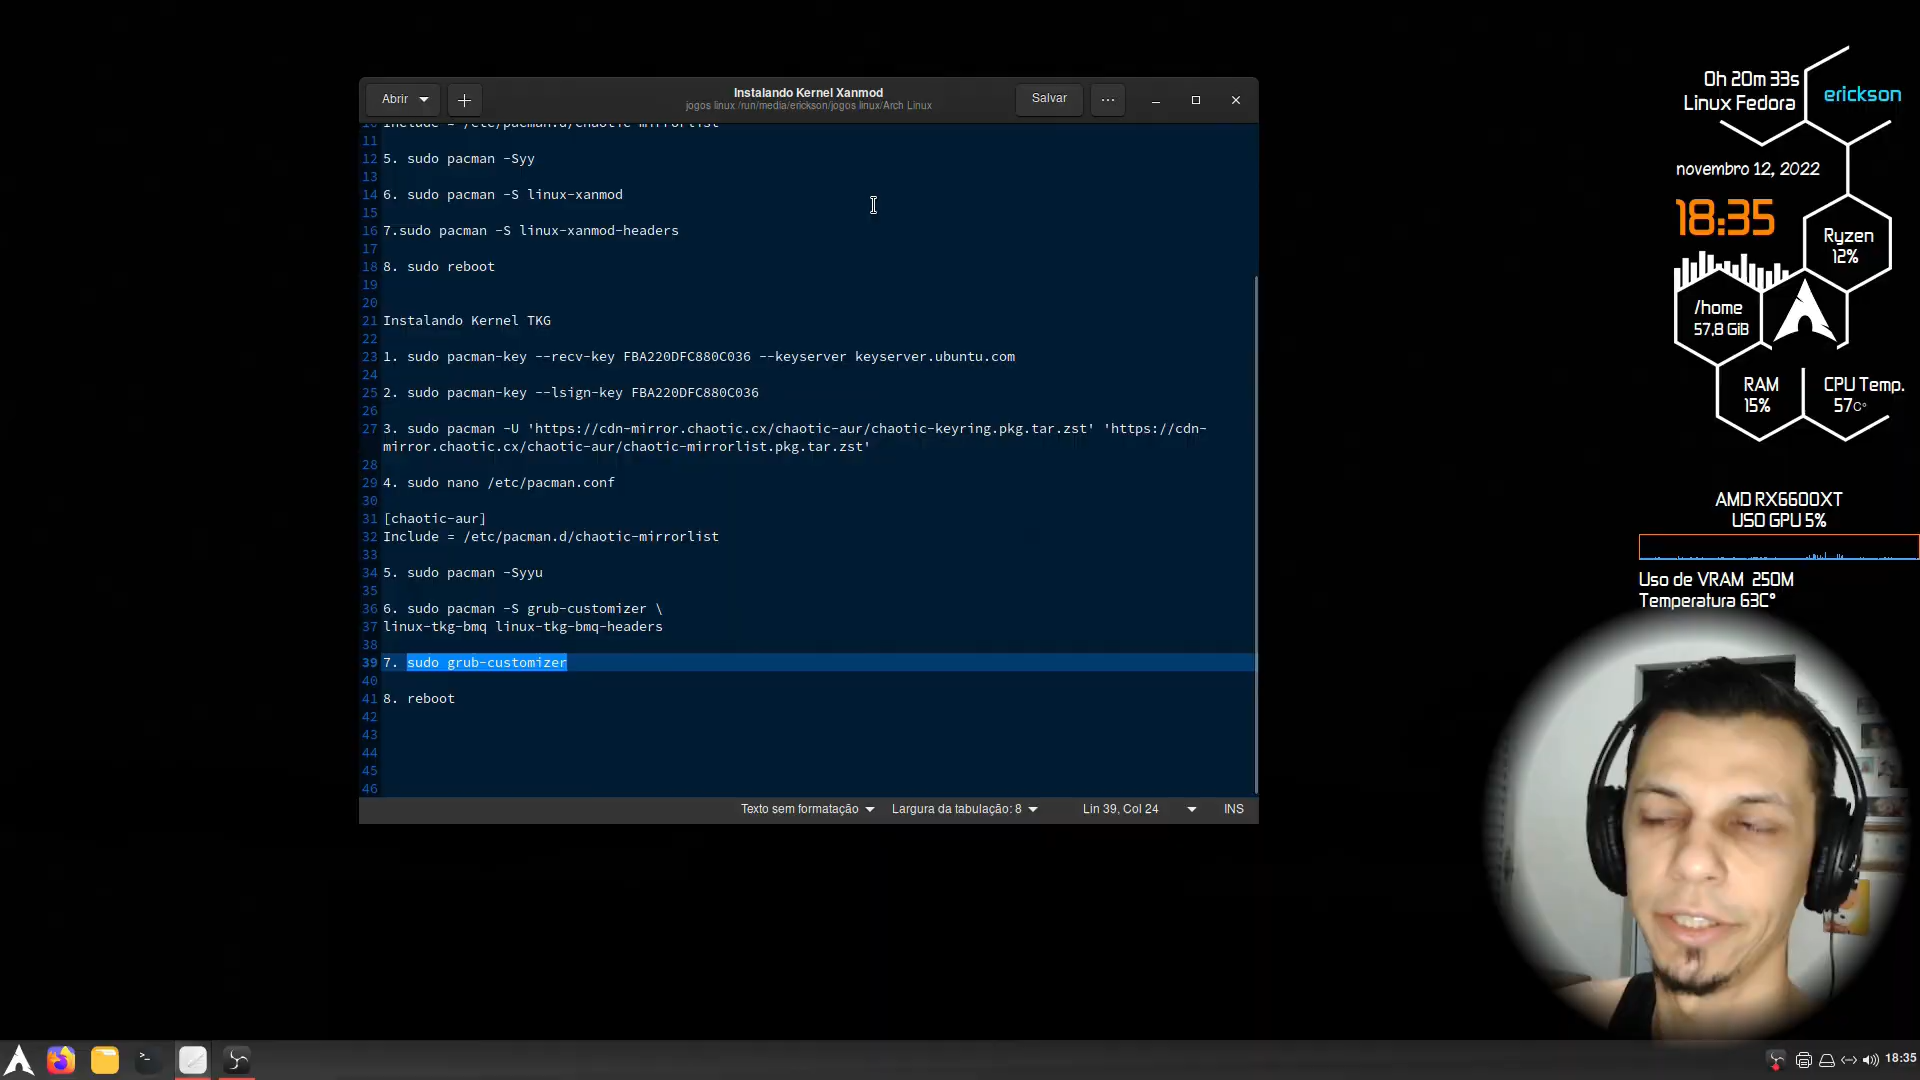 Abrir
Instalando Kernel Xanmod
jogos linux /run/media/erickson/jogos linux/Arch Linux
Salvar
Include = /etc/pacman.d/chaotic-mirrorlist
11
12 5. sudo pacman -Syy
13
14 6. sudo pacman -S linux-xanmod
15
16 7.sudo pacman -S linux-xanmod-headers
17
18 8. sudo reboot
19
20
21 Instalando Kernel TKG
22
23 1. sudo pacman-key --recv-key FBA220DFC880C036 --keyserver keyserver.ubuntu.com
24
25 2. sudo pacman-key --lsign-key FBA220DFC880C036
26
27 3. sudo pacman -U 'https://cdn-mirror.chaotic.cx/chaotic-aur/chaotic-keyring.pkg.tar.zst' 'https://cdn-
mirror.chaotic.cx/chaotic-aur/chaotic-mirrorlist.pkg.tar.zst'
28
29 4. sudo nano /etc/pacman.conf
30
31 [chaotic-aur]
32 Include = /etc/pacman.d/chaotic-mirrorlist
33
34 5. sudo pacman -Syyu
35
36 6. sudo pacman -S grub-customizer \
37 linux-tkg-bmq linux-tkg-bmq-headers
38
39 7. sudo grub-customizer
40
41 8. reboot
42
43
44
45
46
Texto sem formatação
Largura da tabulação: 8
Lin 39, Col 24
INS
0h 20m 33s
Linux Fedora
erickson
novembro 12, 2022
18:35
Ryzen
12%
/home
57,8 GiB
RAM
15%
CPU Temp.
57C°
AMD RX6600XT
USO GPU 5%
Uso de VRAM 250M
Temperatura 63C°
18:35